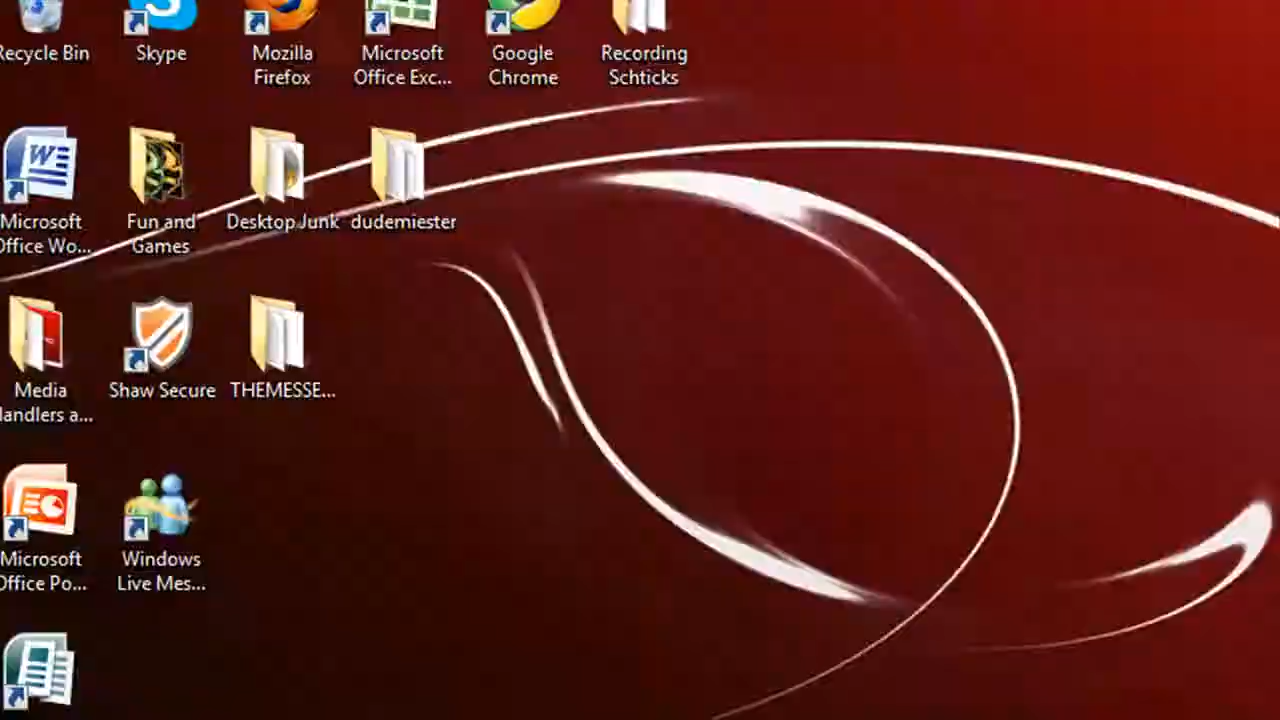 Recycle Bin
Skype
Mozilla
Firefox
Microsoft
Office Exc...
Google
Chrome
Recording
Schticks
Microsoft
Office Wo...
Fun and
Games
Desktop Junk
dudemiester
Media
Handlers a...
Shaw Secure
THEMESSE...
Microsoft
Office Po...
Windows
Live Mes...